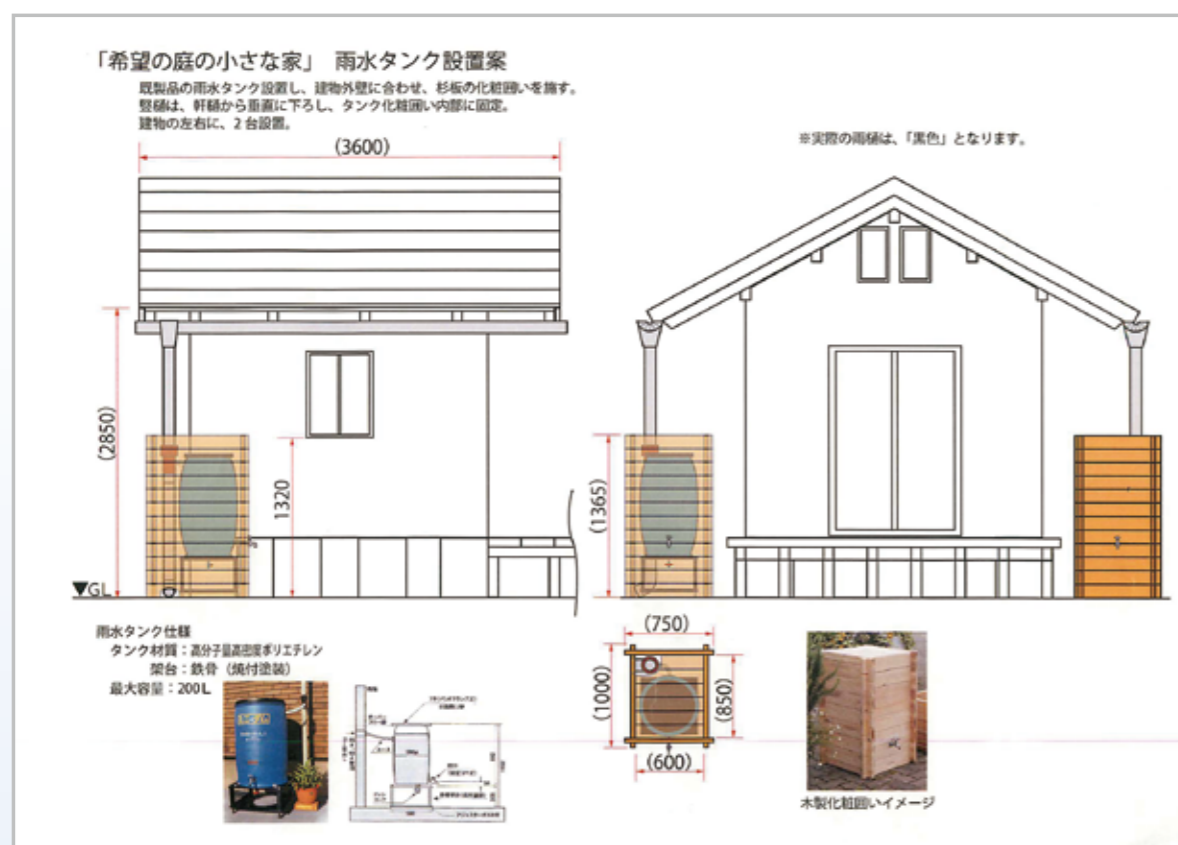 「希望の庭の小さな家」 雨水タンク設置案
既製品の雨水タンク設置し、建物外壁に合わせ、杉板の化粧囲いを施す。
竪樋は、軒樋から垂直に下ろし、タンク化粧囲い内部に固定。
建物の左右に、2台設置。
(3600)
※実際の雨樋は、「黒色」となります。
(2850)
1320
(1365)
▼GL
雨水タンク仕様
タンク材質：高分子量高密度ポリエチレン
架台：鉄骨（焼付塗装）
最大容量：200L
(750)
(1000)
(850)
(600)
木製化粧囲いイメージ